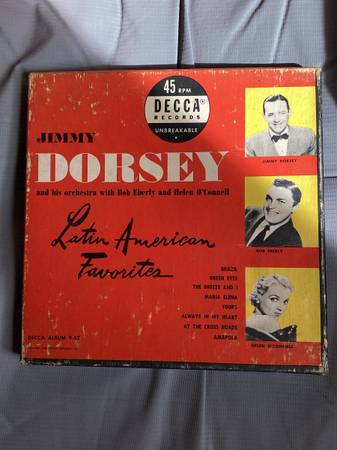 45 RPM
DECCA®
RECORDS
UNBREAKABLE
JIMMY
DORSEY
and his orchestra with Bob Eberly and Helen O'Connell
Latin American
Favorites
BRAZIL
GREEN EYES
THE BREEZE AND I
MARIA ELENA
YOURS
ALWAYS IN MY HEART
AT THE CROSS ROADS
AMAPOLA
JIMMY DORSEY
BOB EBERLY
HELEN O'CONNELL
DECCA ALBUM 9-52